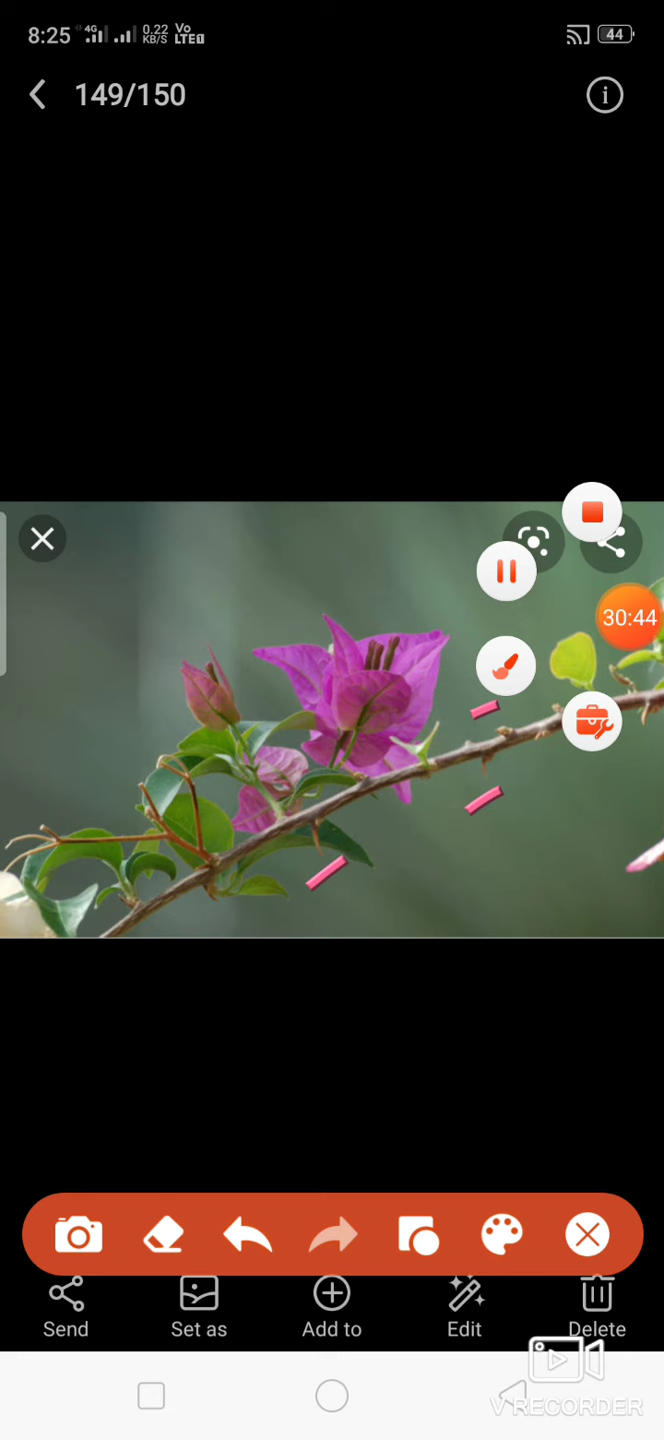 8:25 4G 0.22 KB/S Vo LTE1 44
149/150
30:44
Send Set as Add to Edit Delete
V RECORDER